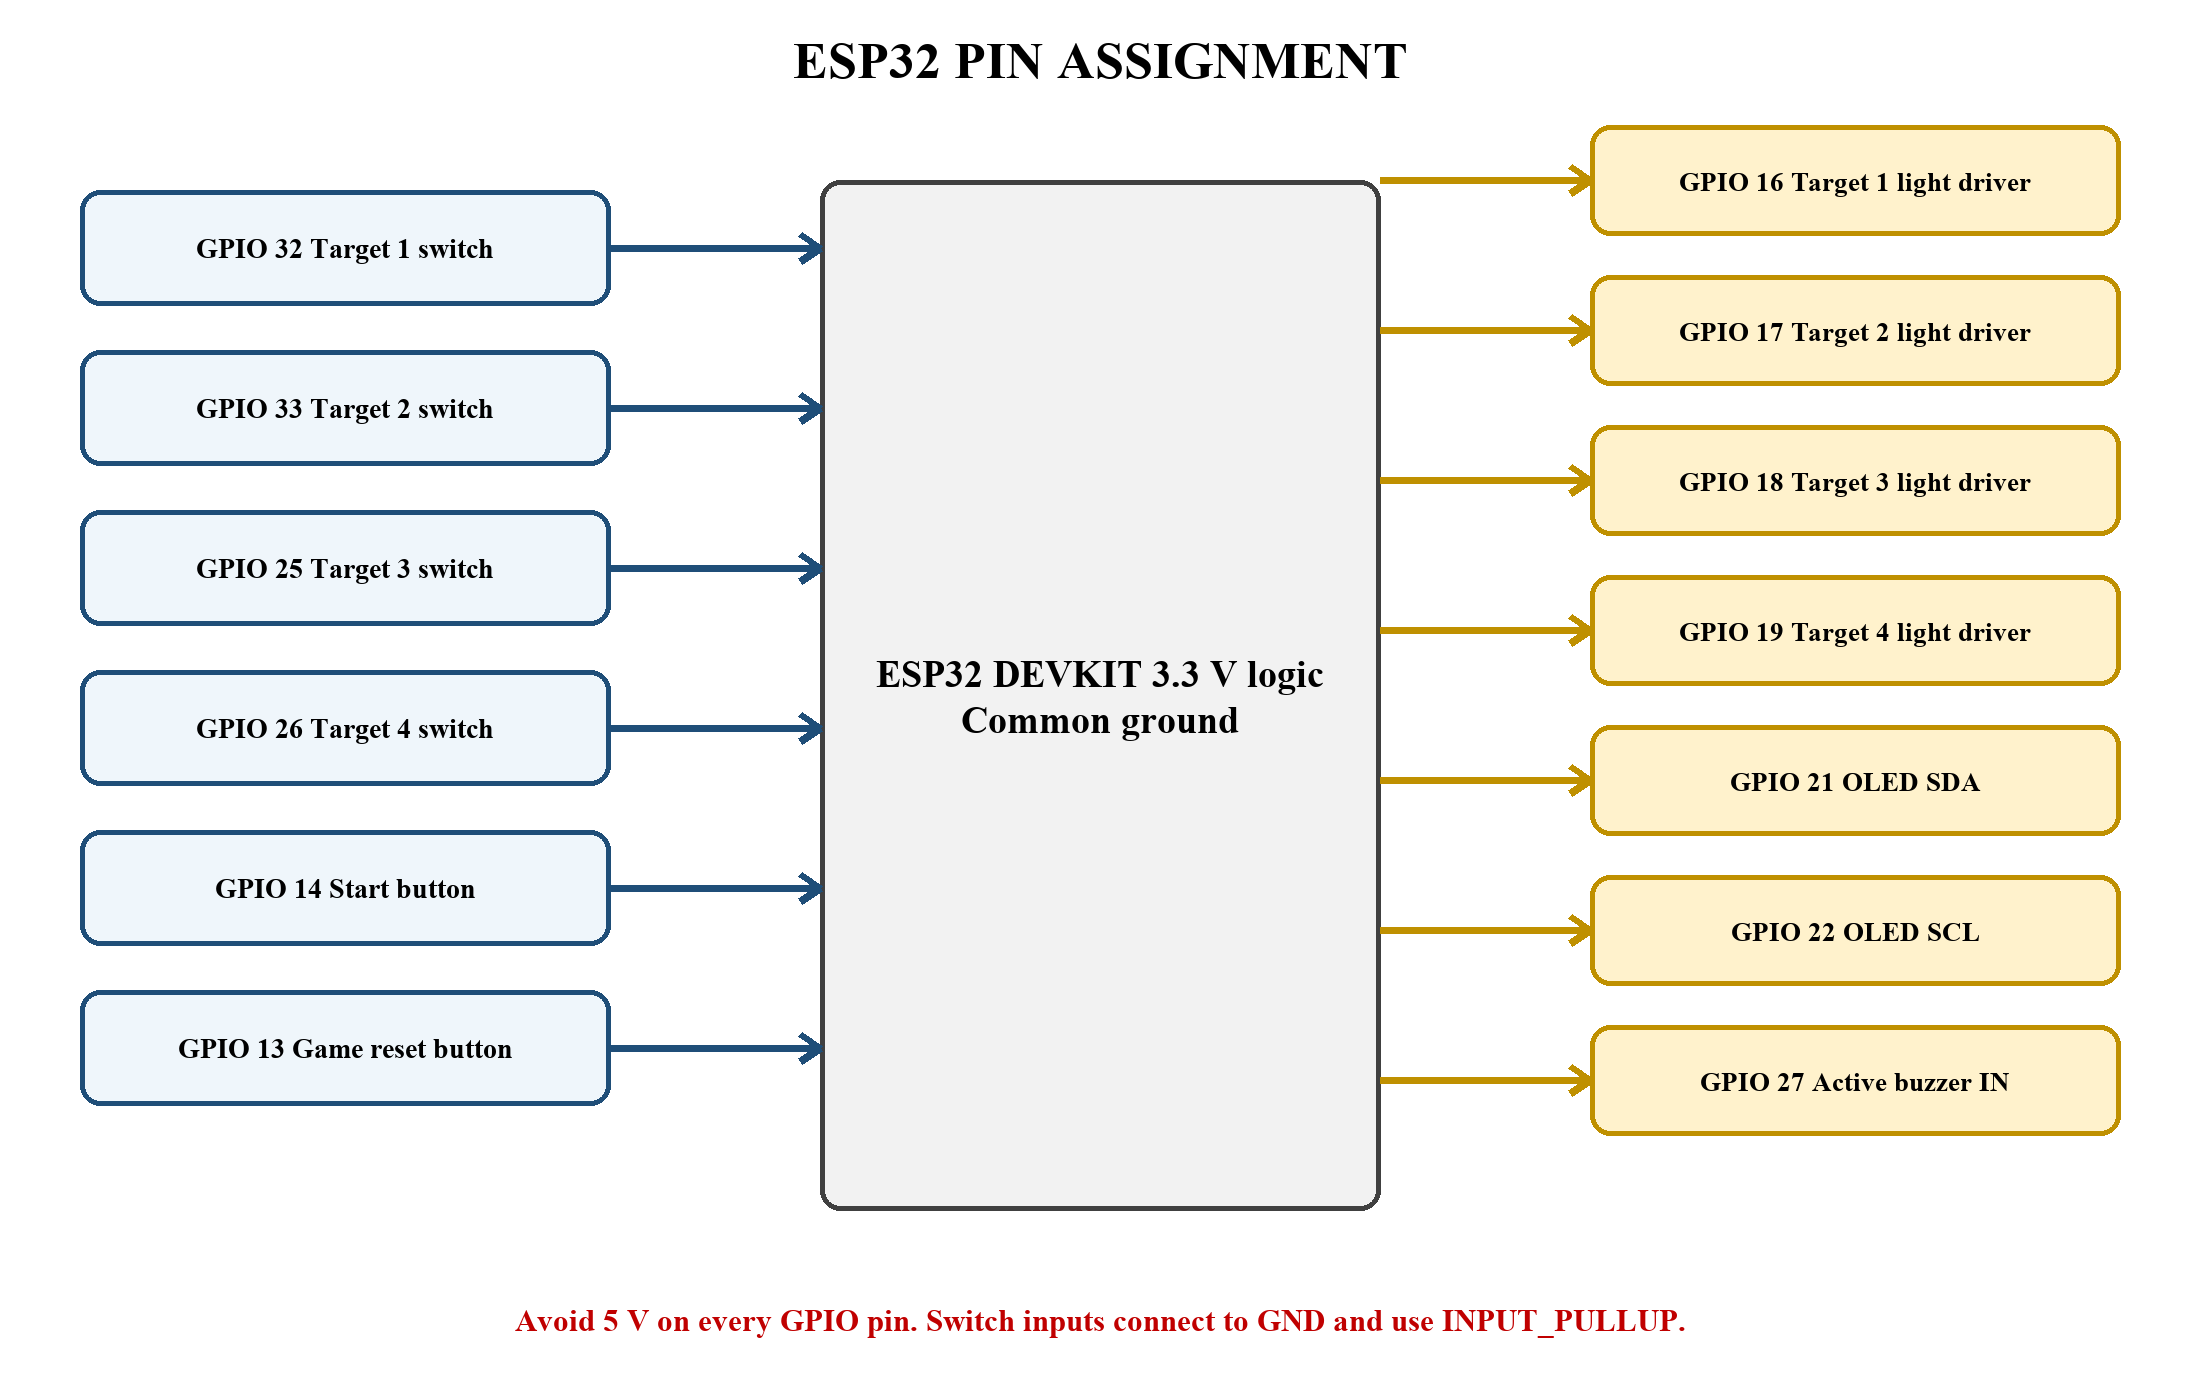 ESP32 PIN ASSIGNMENT
GPIO 32 Target 1 switch
GPIO 33 Target 2 switch
GPIO 25 Target 3 switch
GPIO 26 Target 4 switch
GPIO 14 Start button
GPIO 13 Game reset button
ESP32 DEVKIT 3.3 V logic
Common ground
GPIO 16 Target 1 light driver
GPIO 17 Target 2 light driver
GPIO 18 Target 3 light driver
GPIO 19 Target 4 light driver
GPIO 21 OLED SDA
GPIO 22 OLED SCL
GPIO 27 Active buzzer IN
Avoid 5 V on every GPIO pin. Switch inputs connect to GND and use INPUT_PULLUP.